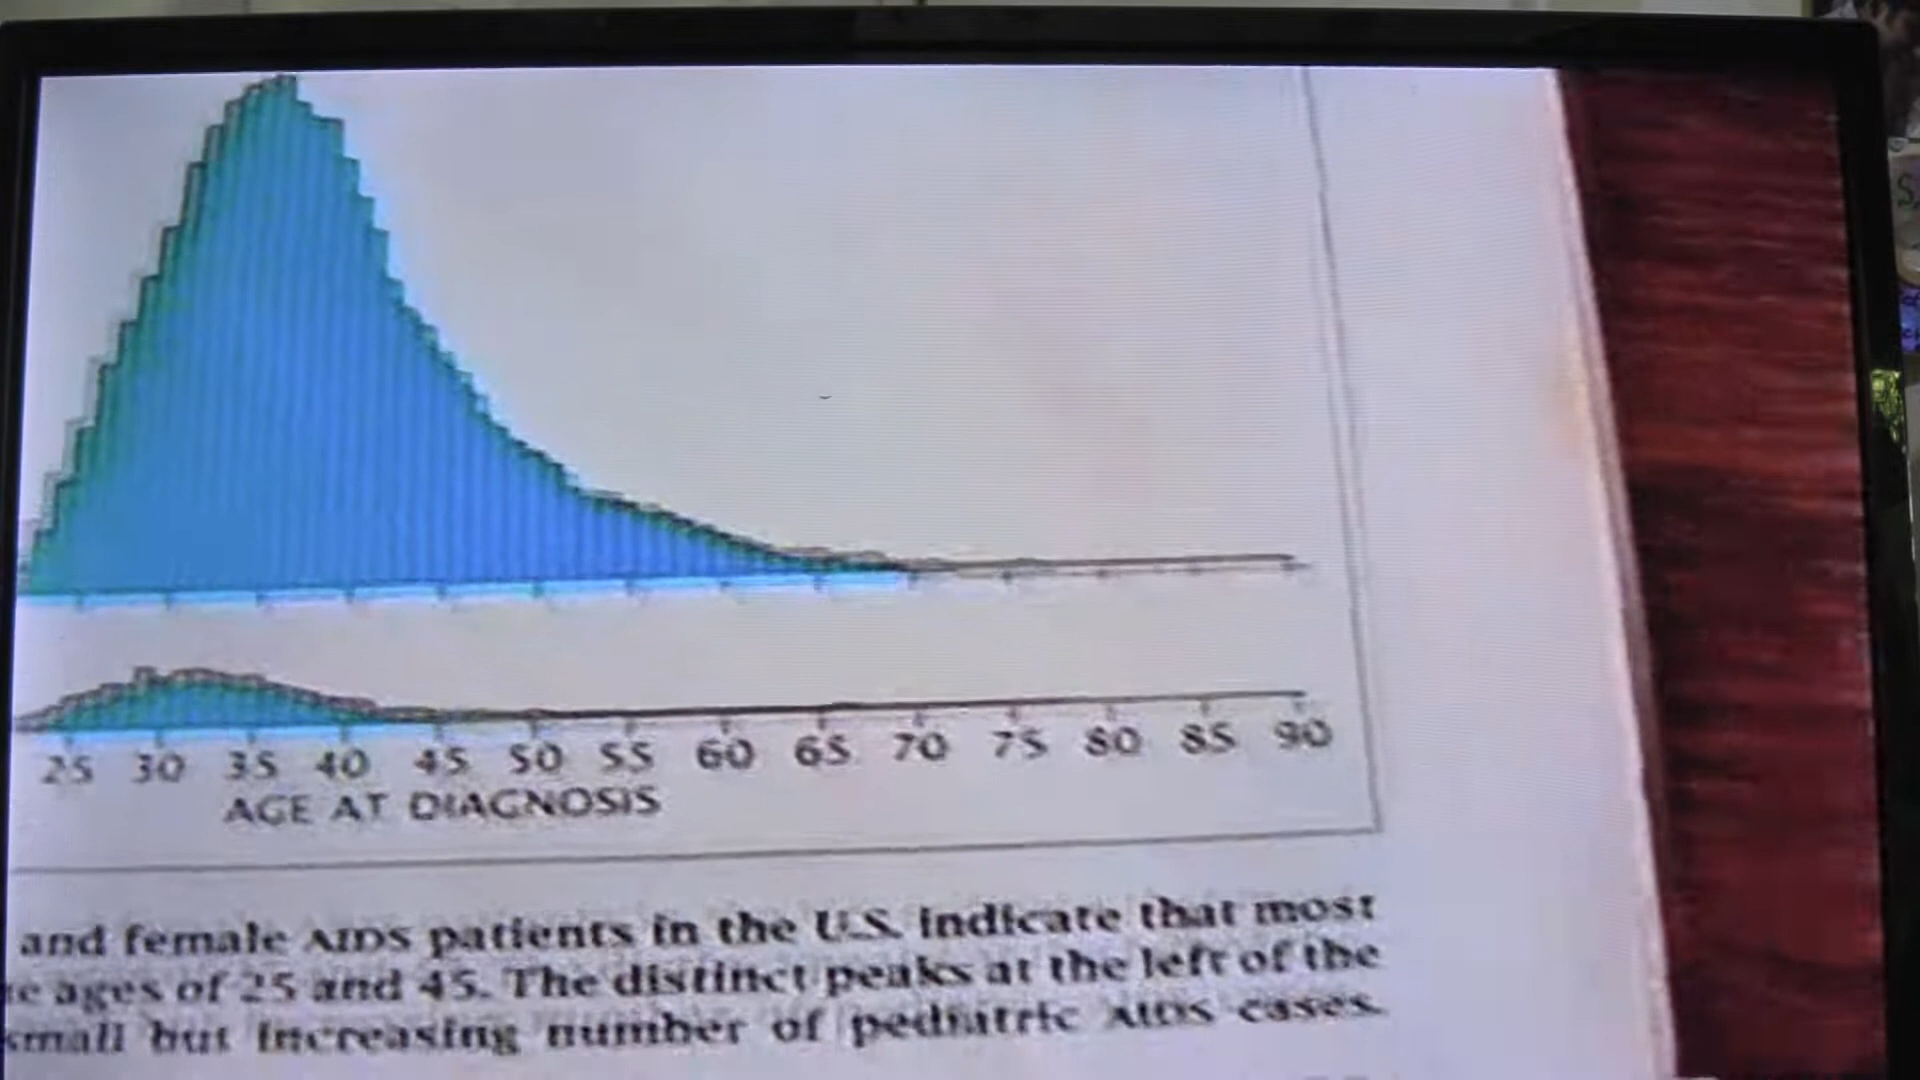 25 30 35 40 45 50 55 60 65 70 75 80 85 90
AGE AT DIAGNOSIS
and female AIDS patients in the U.S. indicate that most
ages of 25 and 45. The distinct peaks at the left of the
small but increasing number of pediatric AIDS cases.